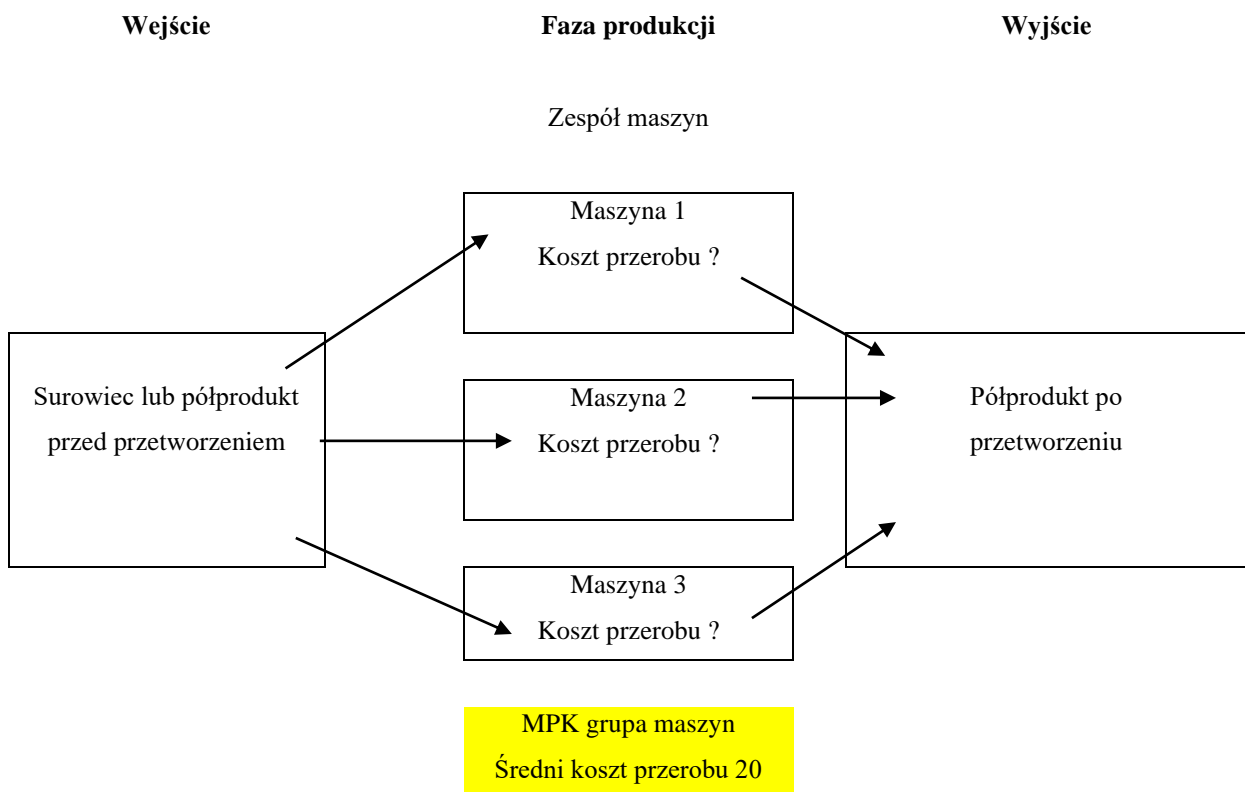 Wejście
Faza produkcji
Wyjście
Zespół maszyn
Maszyna 1
Koszt przerobu ?
Surowiec lub półprodukt
przed przetworzeniem
Maszyna 2
Koszt przerobu ?
Półprodukt po
przetworzeniu
Maszyna 3
Koszt przerobu ?
MPK grupa maszyn
Średni koszt przerobu 20